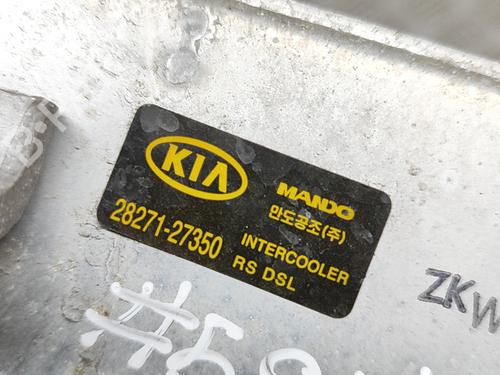 KIA
MANDO
만도공조(주)
28271-27350
INTERCOOLER
RS DSL
ZKW